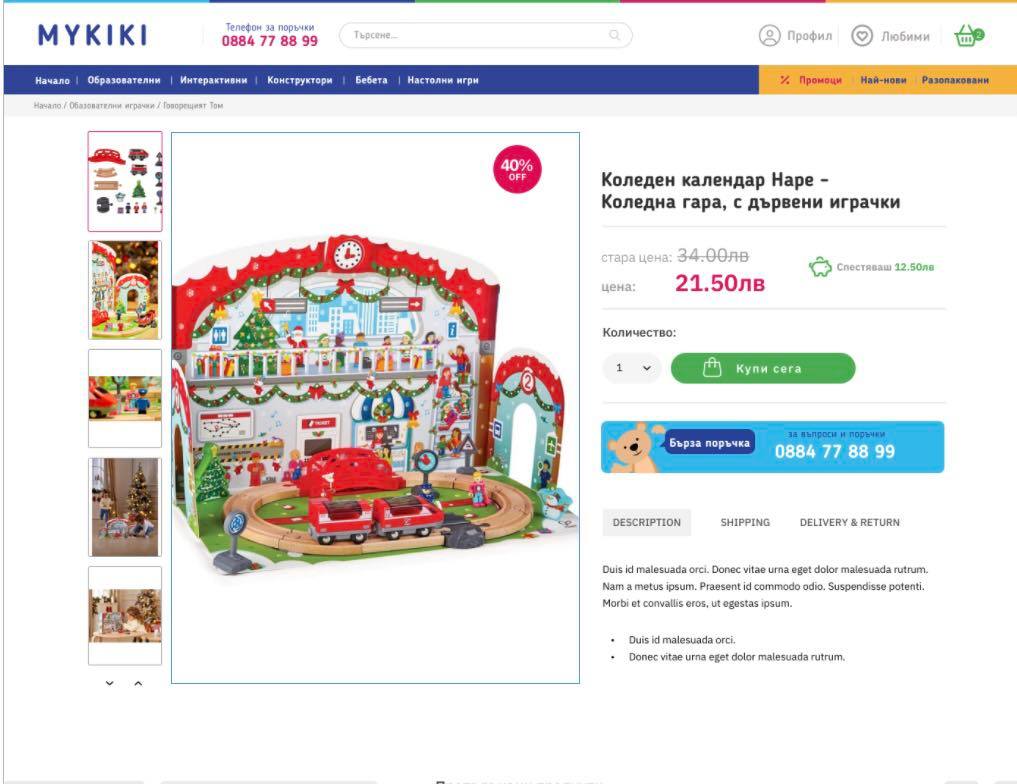 MYKIKI
Телефон за поръчки
0884 77 88 99
Търсене...
Профил
Любими
2
Начало | Образователни | Интерактивни | Конструктори | Бебета | Настолни игри
% Промоци | Най-нови | Разопаковани
Начало / Обазователни играчки / Говорещият Том
40%
OFF
Коледен календар Hape –
Коледна гара, с дървени играчки
стара цена: 34.00лв
цена: 21.50лв
Спестяваш 12.50лв
Количество:
1
Купи сега
Бърза поръчка
за въпроси и поръчки
0884 77 88 99
TICKET
2
DESCRIPTION
SHIPPING
DELIVERY & RETURN
Duis id malesuada orci. Donec vitae urna eget dolor malesuada rutrum.
Nam a metus ipsum. Praesent id commodo odio. Suspendisse potenti.
Morbi et convallis eros, ut egestas ipsum.
• Duis id malesuada orci.
• Donec vitae urna eget dolor malesuada rutrum.